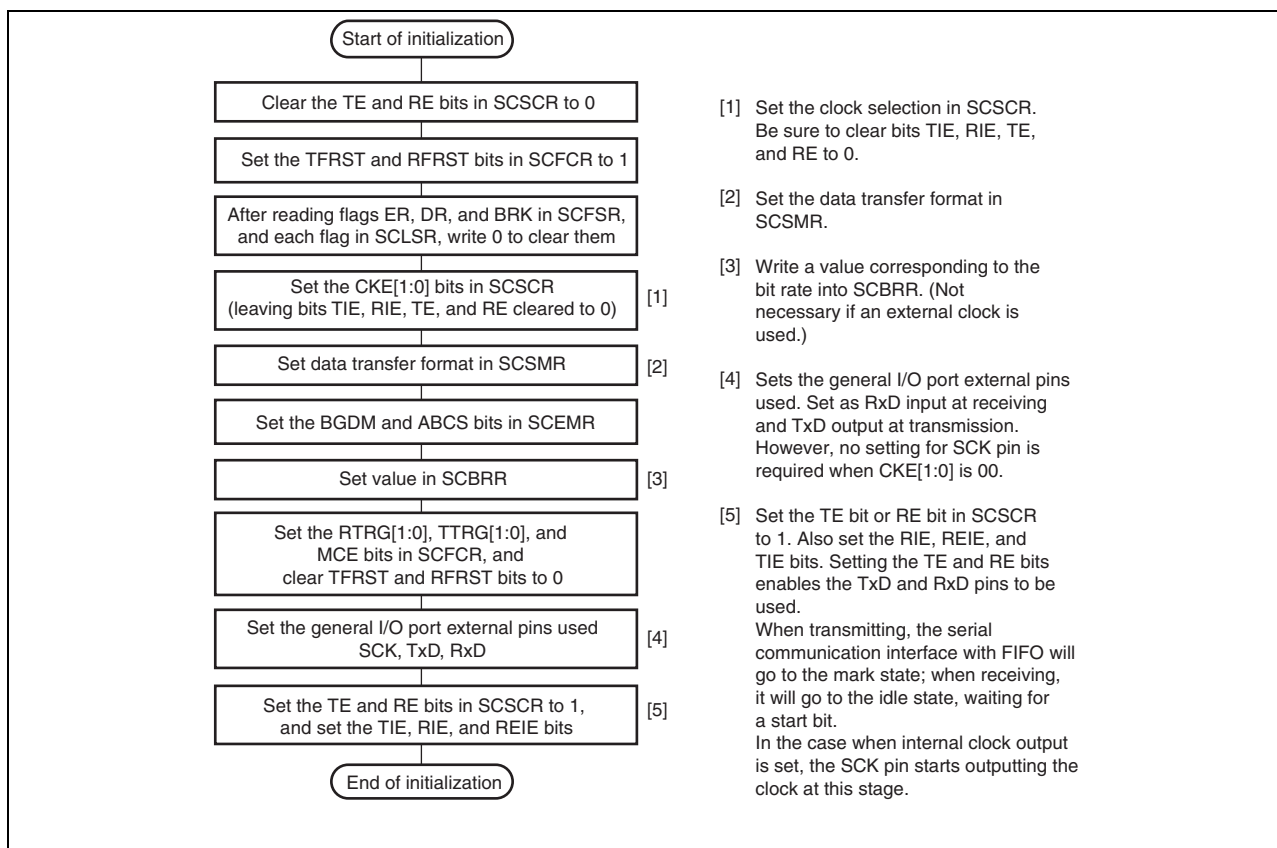 Start of initialization
Clear the TE and RE bits in SCSCR to 0
Set the TFRST and RFRST bits in SCFCR to 1
After reading flags ER, DR, and BRK in SCFSR,
and each flag in SCLSR, write 0 to clear them
Set the CKE[1:0] bits in SCSCR
(leaving bits TIE, RIE, TE, and RE cleared to 0)
[1]
Set data transfer format in SCSMR
[2]
Set the BGDM and ABCS bits in SCEMR
Set value in SCBRR
[3]
Set the RTRG[1:0], TTRG[1:0], and
MCE bits in SCFCR, and
clear TFRST and RFRST bits to 0
Set the general I/O port external pins used
SCK, TxD, RxD
[4]
Set the TE and RE bits in SCSCR to 1,
and set the TIE, RIE, and REIE bits
[5]
End of initialization
[1] Set the clock selection in SCSCR.
Be sure to clear bits TIE, RIE, TE,
and RE to 0.
[2] Set the data transfer format in
SCSMR.
[3] Write a value corresponding to the
bit rate into SCBRR. (Not
necessary if an external clock is
used.)
[4] Sets the general I/O port external pins
used. Set as RxD input at receiving
and TxD output at transmission.
However, no setting for SCK pin is
required when CKE[1:0] is 00.
[5] Set the TE bit or RE bit in SCSCR
to 1. Also set the RIE, REIE, and
TIE bits. Setting the TE and RE bits
enables the TxD and RxD pins to be
used.
When transmitting, the serial
communication interface with FIFO will
go to the mark state; when receiving,
it will go to the idle state, waiting for
a start bit.
In the case when internal clock output
is set, the SCK pin starts outputting the
clock at this stage.